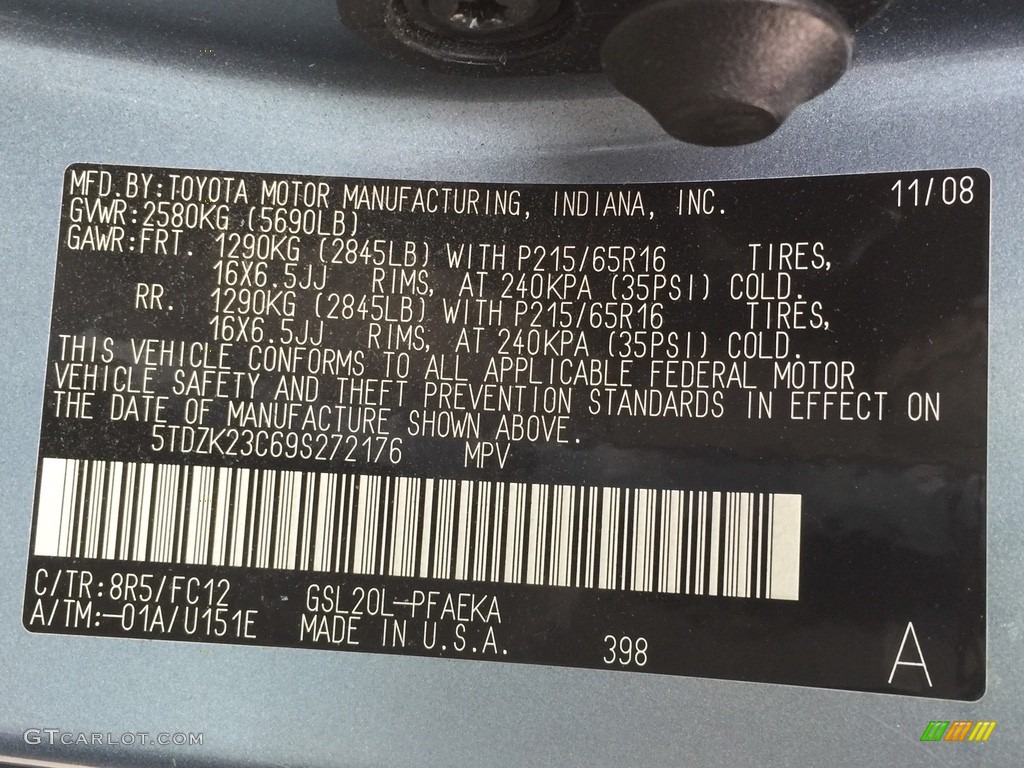 MFD.BY:TOYOTA MOTOR MANUFACTURING, INDIANA, INC. 11/08
GVWR:2580KG (5690LB)
GAWR:FRT. 1290KG (2845LB) WITH P215/65R16 TIRES,
16X6.5JJ RIMS, AT 240KPA (35PSI) COLD.
RR. 1290KG (2845LB) WITH P215/65R16 TIRES,
16X6.5JJ RIMS, AT 240KPA (35PSI) COLD.
THIS VEHICLE CONFORMS TO ALL APPLICABLE FEDERAL MOTOR
VEHICLE SAFETY AND THEFT PREVENTION STANDARDS IN EFFECT ON
THE DATE OF MANUFACTURE SHOWN ABOVE.
5TDZK23C69S272176 MPV
C/TR:8R5/FC12 GSL20L-PFAEKA
A/TM:-01A/U151E MADE IN U.S.A. 398 A
GTCARLOT.COM